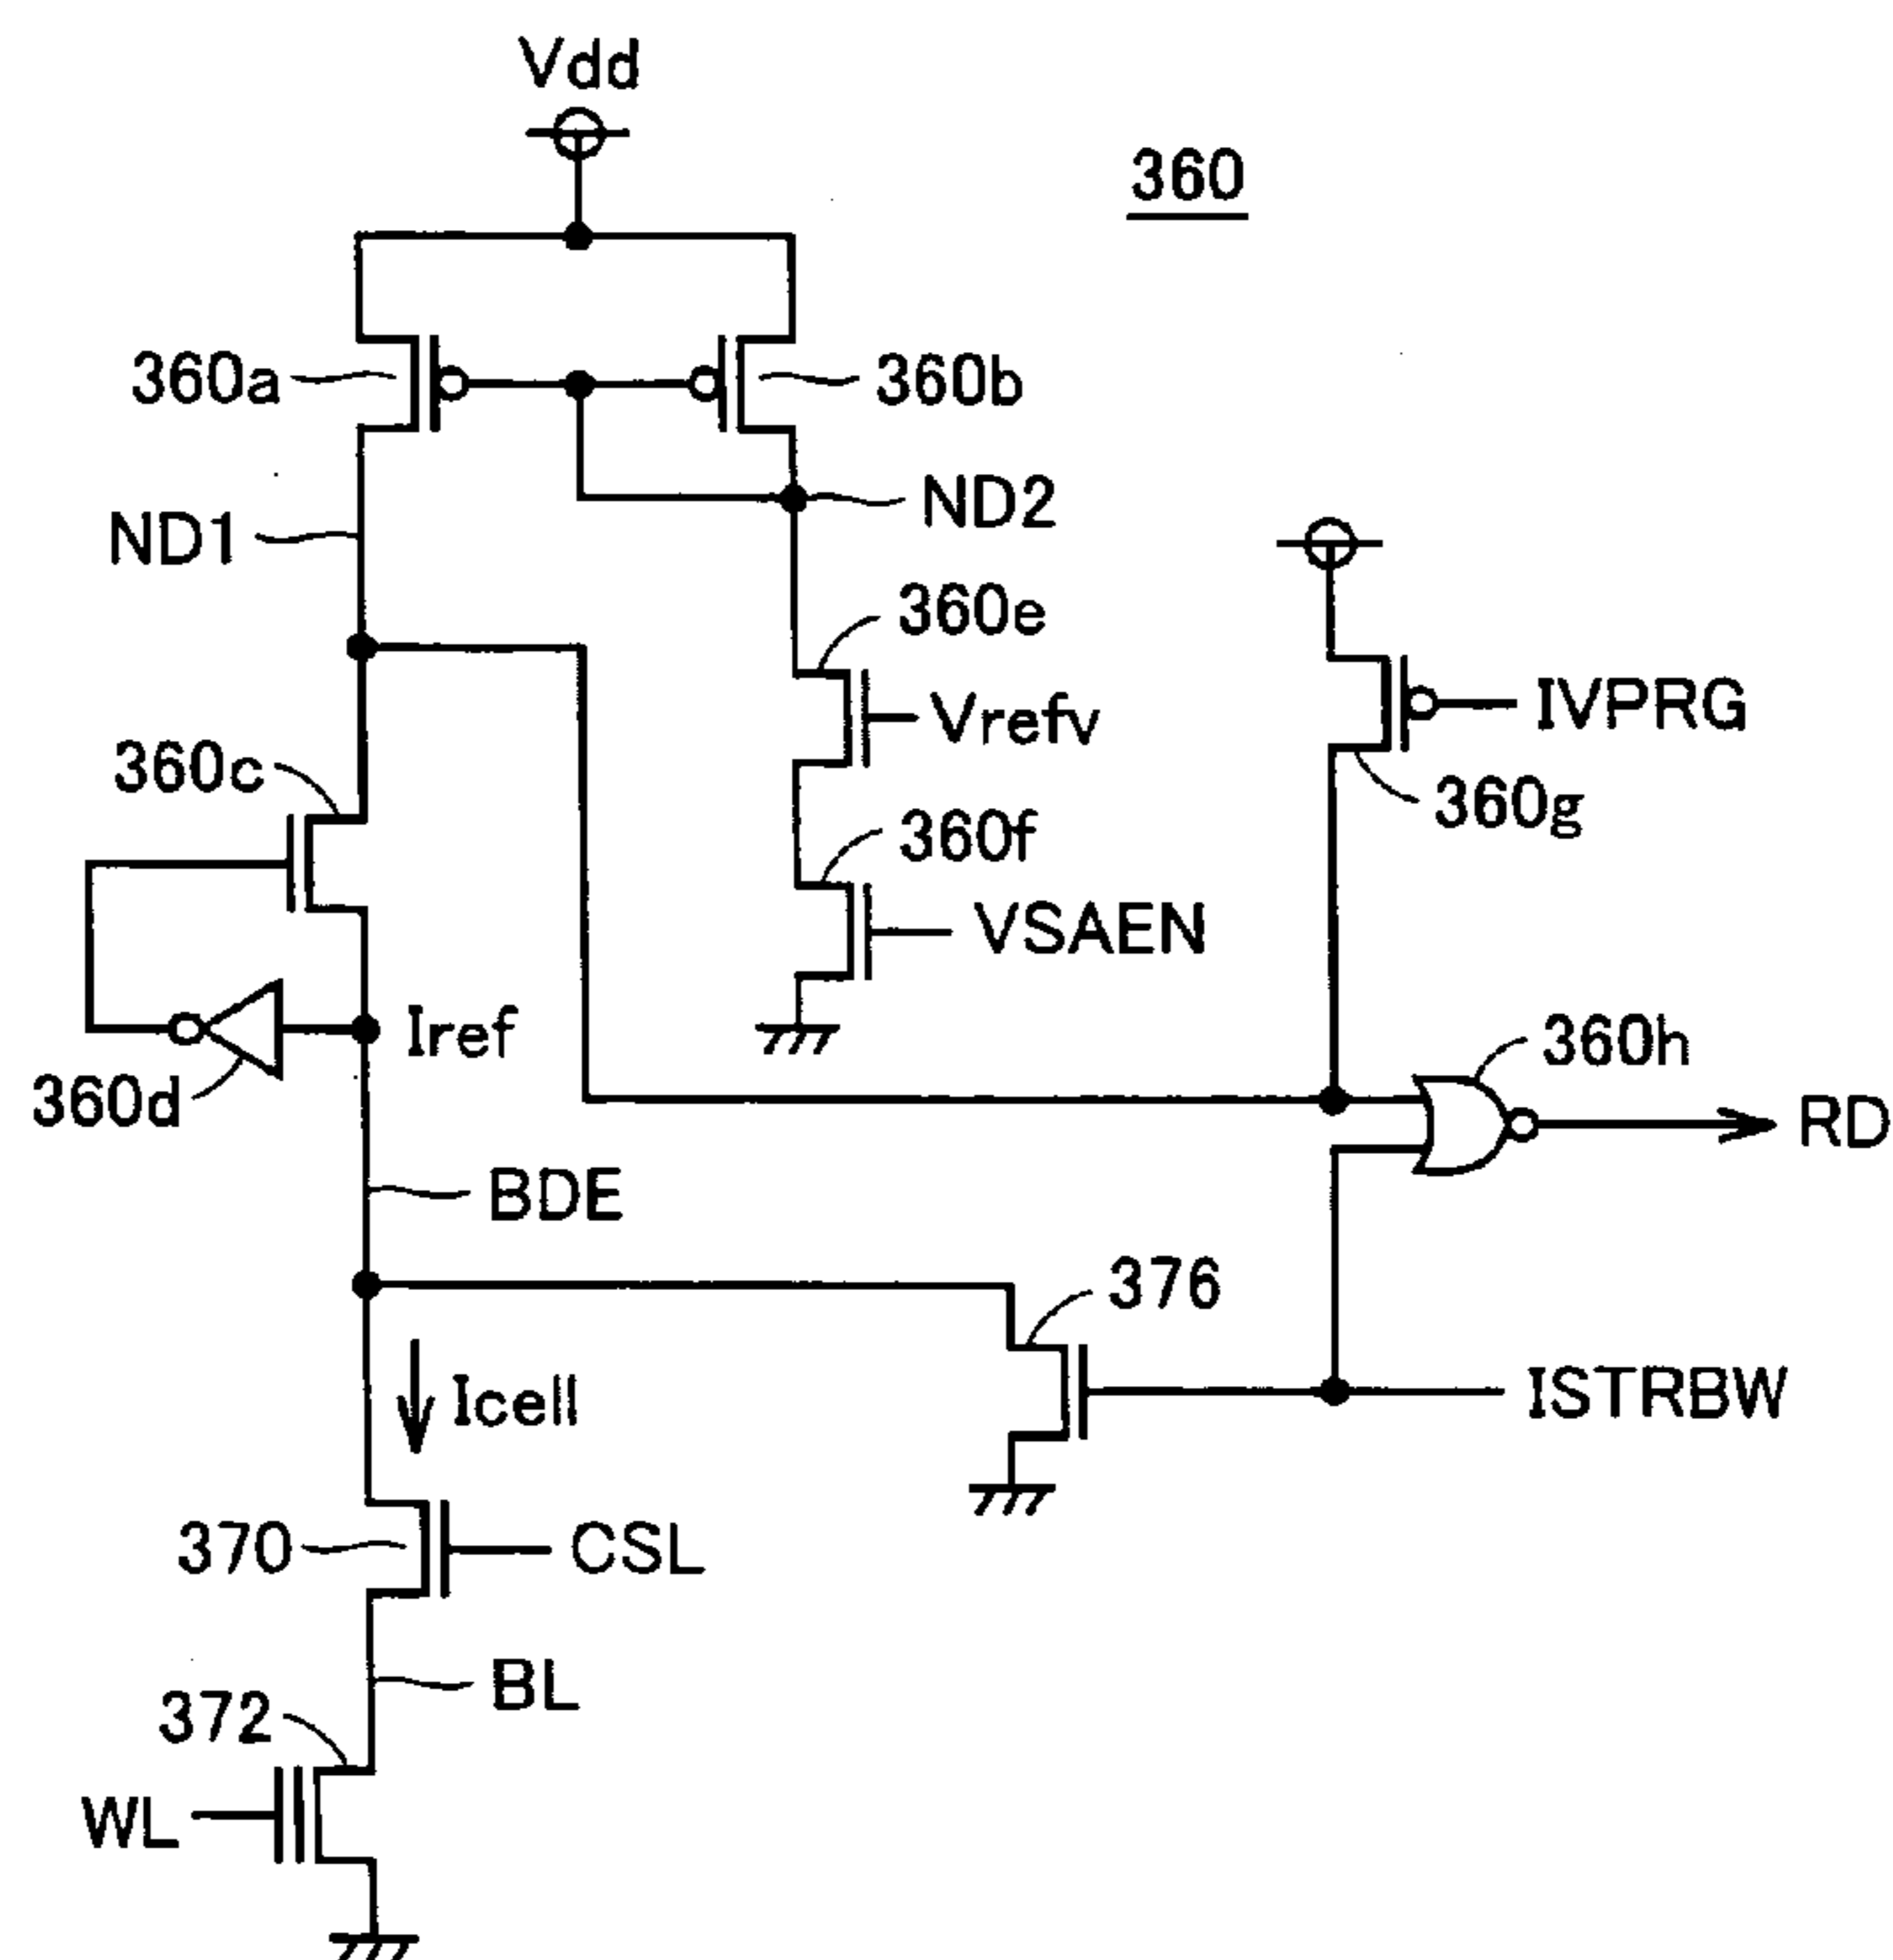 Vdd
360
360a
360b
ND2
ND1
360e
Vrefv
IVPRG
360c
360g
360f
VSAEN
Iref
360h
360d
RD
BDE
376
Icell
ISTRBW
370
CSL
BL
372
WL